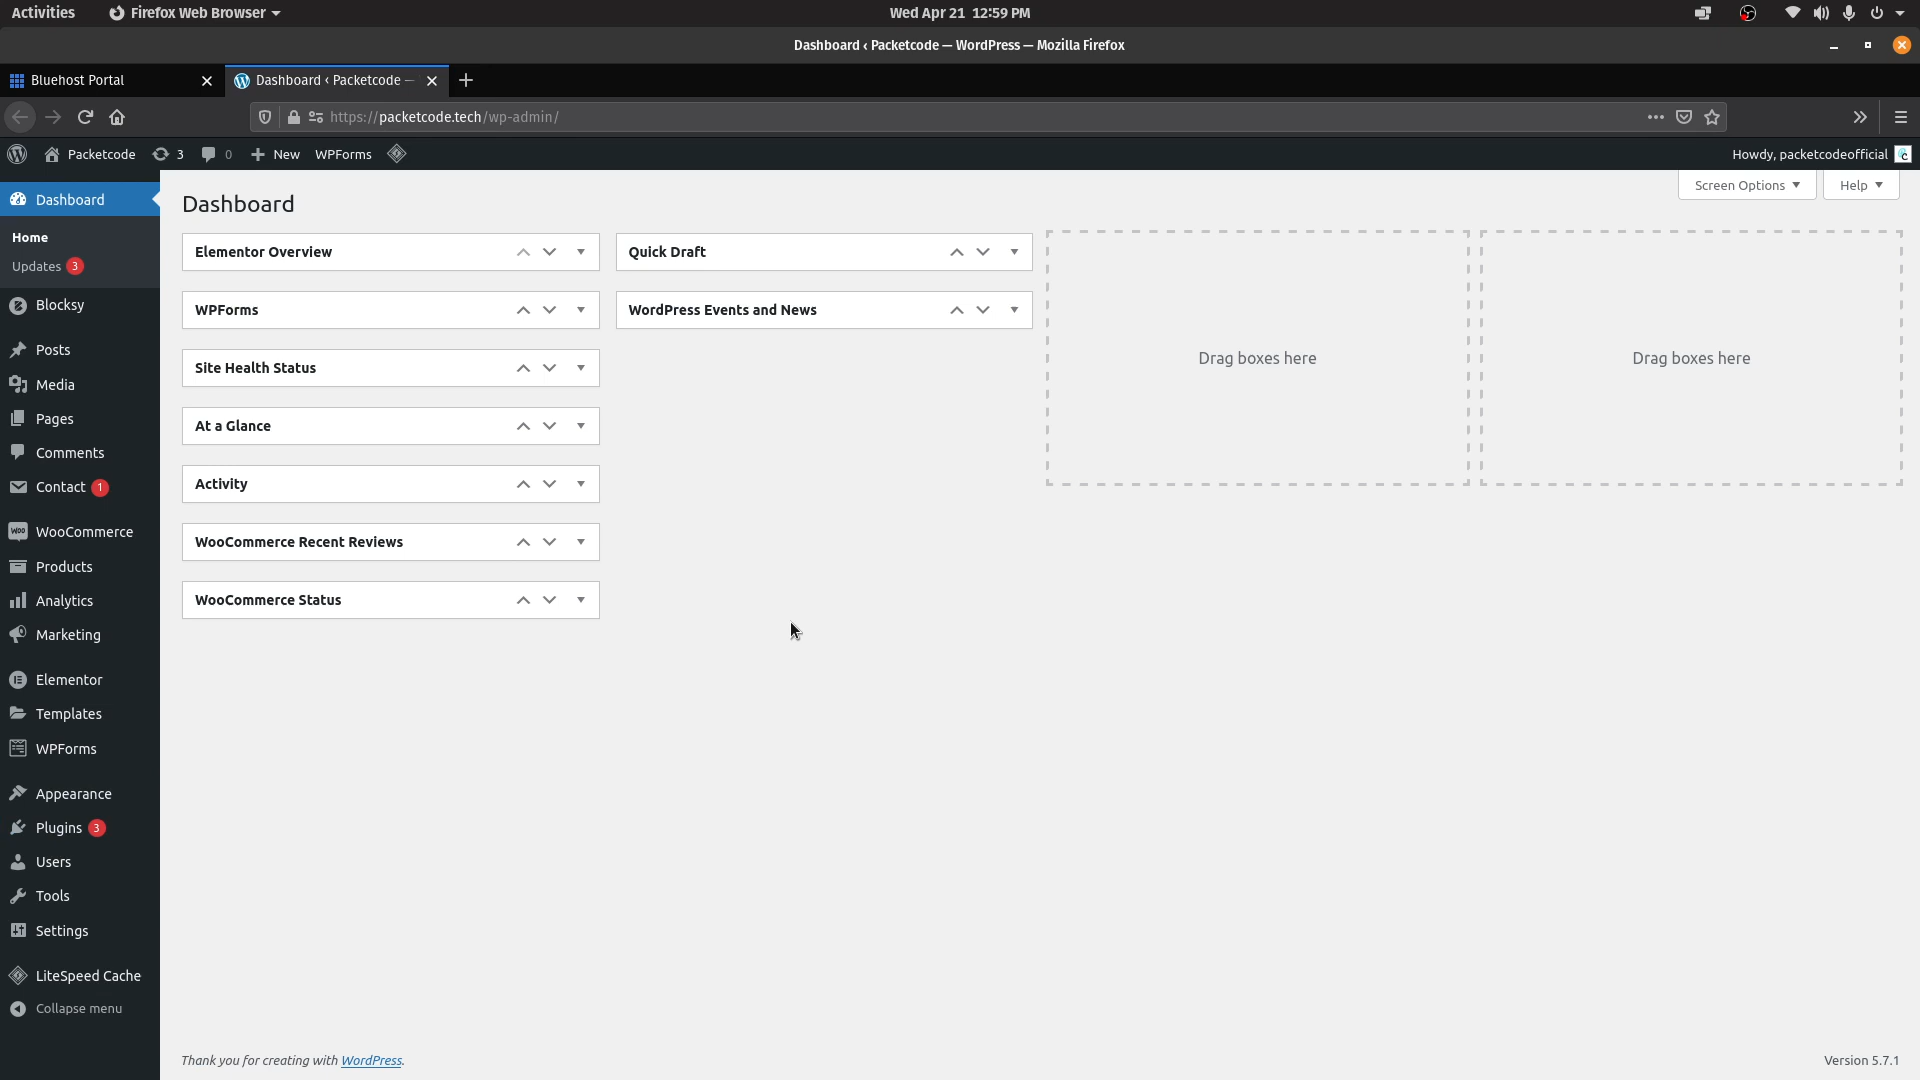 Activities
Firefox Web Browser
Wed Apr 21 12:59 PM
Dashboard ‹ Packetcode — WordPress — Mozilla Firefox
Bluehost Portal
Dashboard ‹ Packetcode —
https://packetcode.tech/wp-admin/
Packetcode
3
0
New
WPForms
Howdy, packetcodeofficial
Dashboard
Home
Updates 3
Blocksy
Posts
Media
Pages
Comments
Contact 1
WooCommerce
Products
Analytics
Marketing
Elementor
Templates
WPForms
Appearance
Plugins 3
Users
Tools
Settings
LiteSpeed Cache
Collapse menu
Screen Options
Help
Dashboard
Elementor Overview
WPForms
Site Health Status
At a Glance
Activity
WooCommerce Recent Reviews
WooCommerce Status
Quick Draft
WordPress Events and News
Drag boxes here
Drag boxes here
Thank you for creating with WordPress.
Version 5.7.1